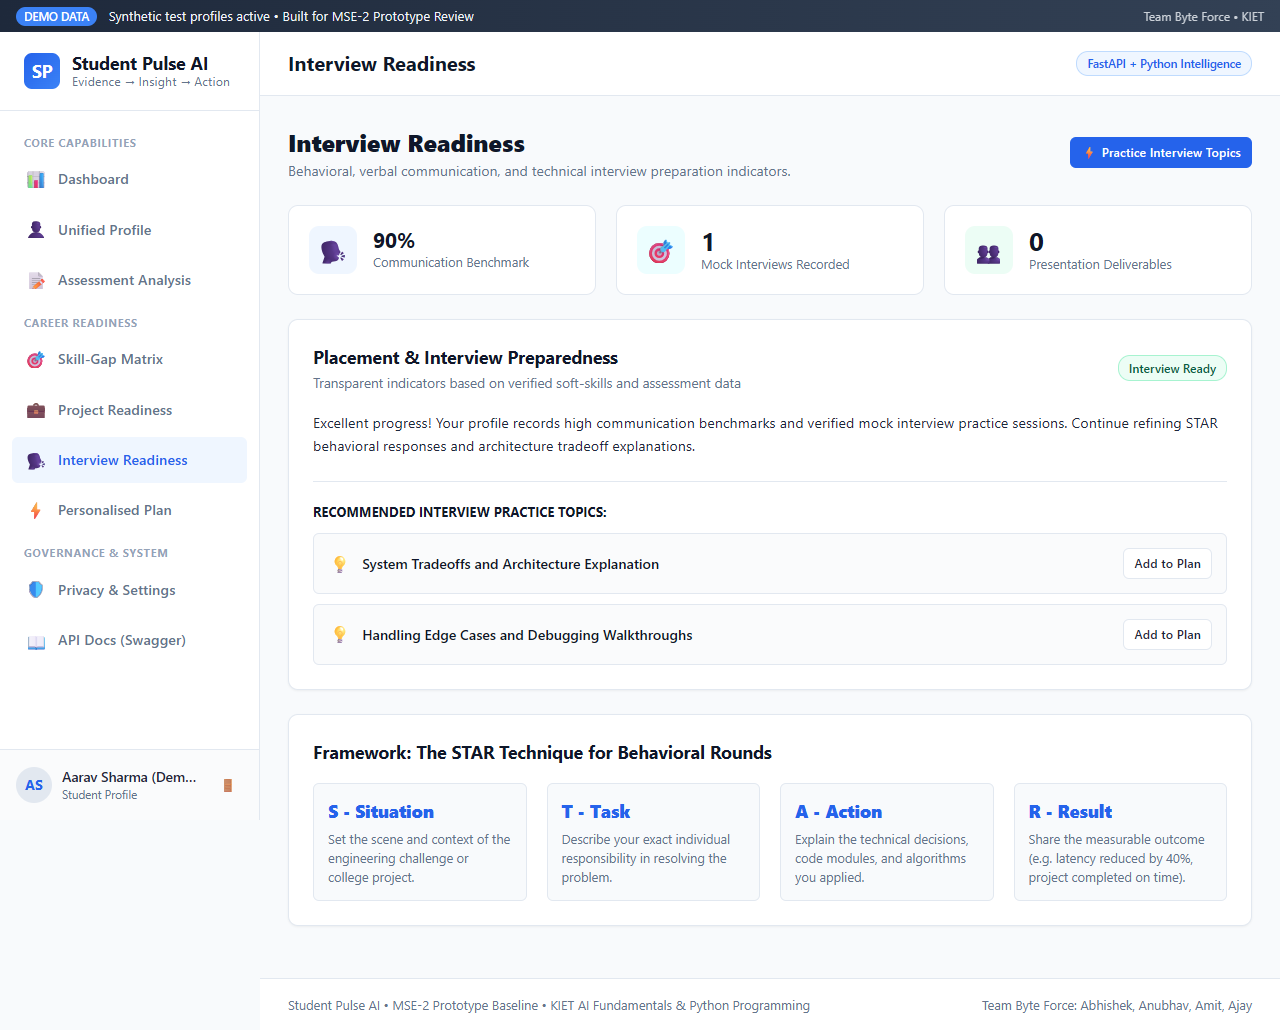 DEMO DATA Synthetic test profiles active • Built for MSE-2 Prototype Review
Team Byte Force • KIET
SP
Student Pulse AI
Evidence → Insight → Action
CORE CAPABILITIES
Dashboard
Unified Profile
Assessment Analysis
CAREER READINESS
Skill-Gap Matrix
Project Readiness
Interview Readiness
Personalised Plan
GOVERNANCE & SYSTEM
Privacy & Settings
API Docs (Swagger)
AS
Aarav Sharma (Dem...
Student Profile
Interview Readiness
FastAPI + Python Intelligence
Interview Readiness
Behavioral, verbal communication, and technical interview preparation indicators.
Practice Interview Topics
90%
Communication Benchmark
1
Mock Interviews Recorded
0
Presentation Deliverables
Placement & Interview Preparedness
Transparent indicators based on verified soft-skills and assessment data
Interview Ready
Excellent progress! Your profile records high communication benchmarks and verified mock interview practice sessions. Continue refining STAR
behavioral responses and architecture tradeoff explanations.
RECOMMENDED INTERVIEW PRACTICE TOPICS:
System Tradeoffs and Architecture Explanation
Add to Plan
Handling Edge Cases and Debugging Walkthroughs
Add to Plan
Framework: The STAR Technique for Behavioral Rounds
S - Situation
Set the scene and context of the
engineering challenge or
college project.
T - Task
Describe your exact individual
responsibility in resolving the
problem.
A - Action
Explain the technical decisions,
code modules, and algorithms
you applied.
R - Result
Share the measurable outcome
(e.g. latency reduced by 40%,
project completed on time).
Student Pulse AI • MSE-2 Prototype Baseline • KIET AI Fundamentals & Python Programming
Team Byte Force: Abhishek, Anubhav, Amit, Ajay